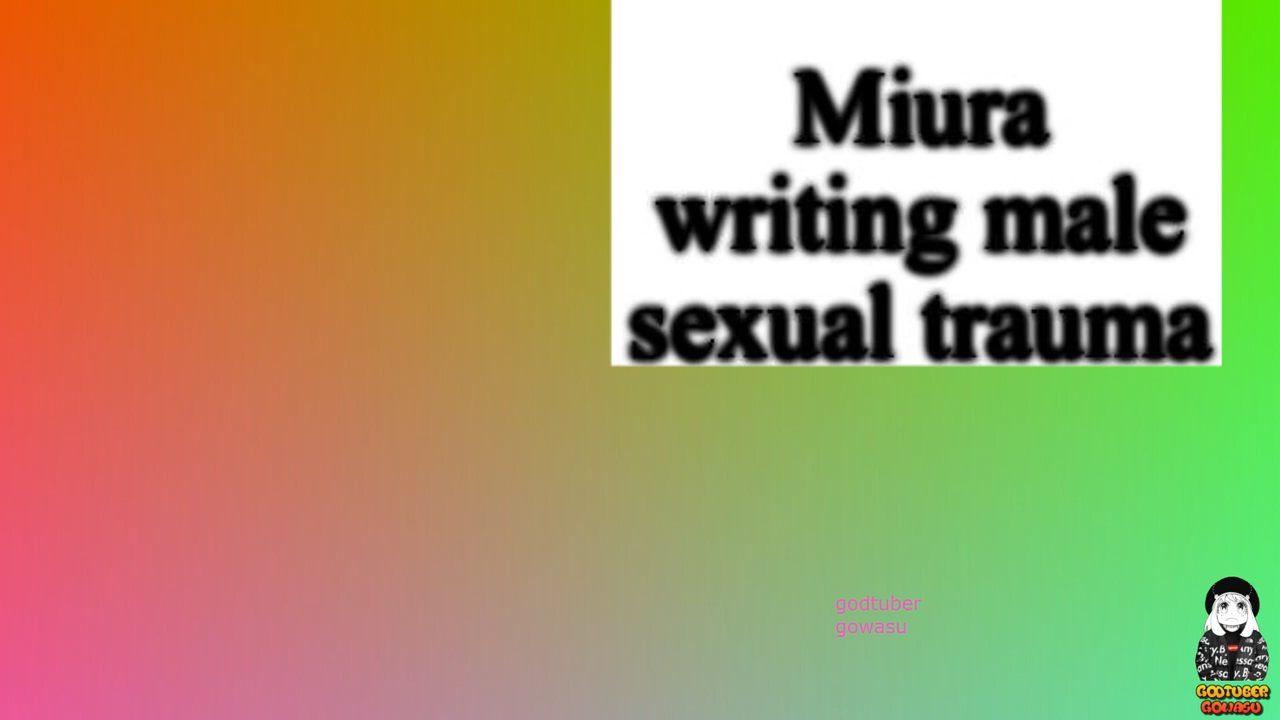 Miura
writing male
sexual trauma
godtuber
gowasu
GODTUBER
GOWASU